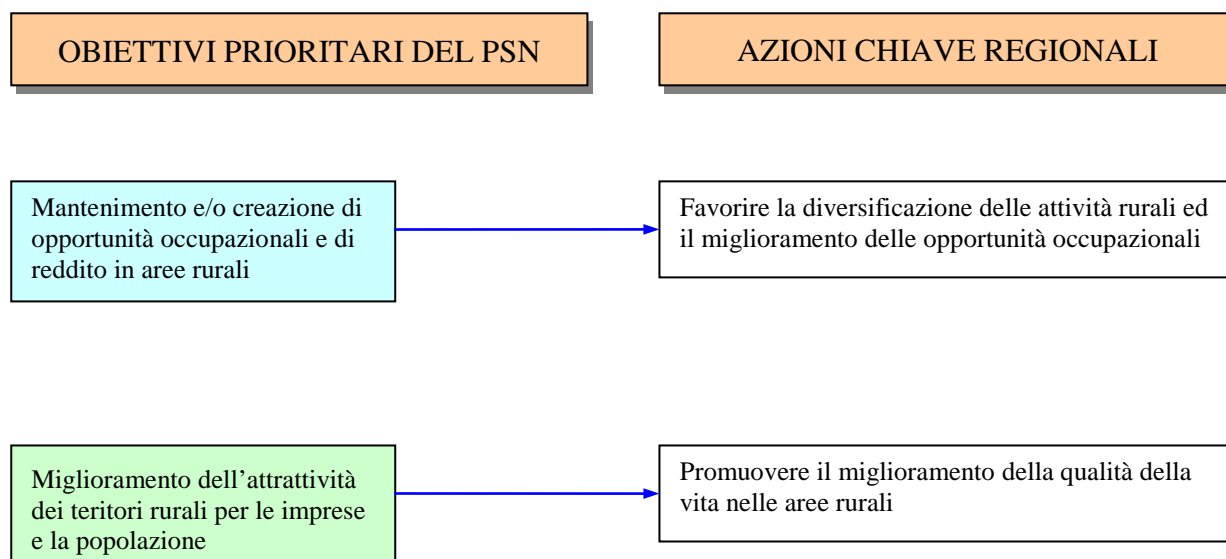 OBIETTIVI PRIORITARI DEL PSN
AZIONI CHIAVE REGIONALI
Mantenimento e/o creazione di
opportunità occupazionali e di
reddito in aree rurali
Favorire la diversificazione delle attività rurali ed
il miglioramento delle opportunità occupazionali
Miglioramento dell’attrattività
dei teritori rurali per le imprese
e la popolazione
Promuovere il miglioramento della qualità della
vita nelle aree rurali